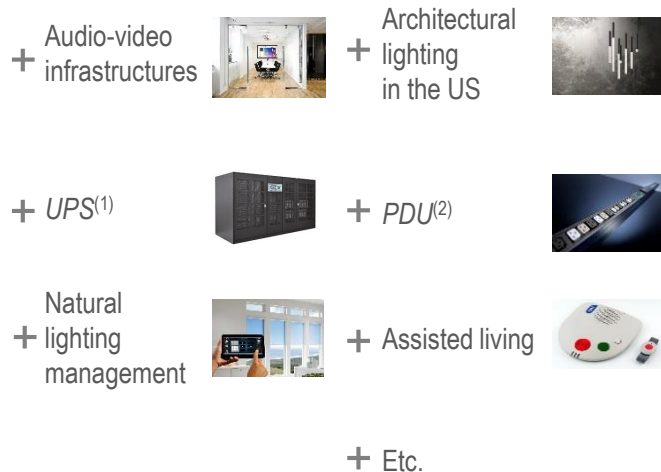 + Audio-video
infrastructures
+ Architectural
lighting
in the US
+ UPS(1)
+ PDU(2)
+ Natural
lighting
management
+ Assisted living
+ Etc.